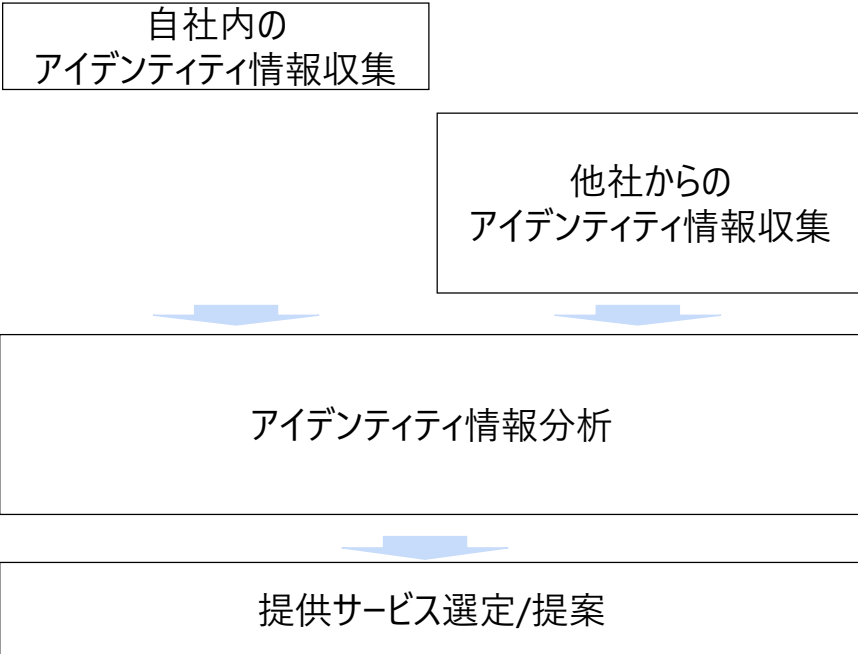 自社内の
アイデンティティ情報収集
他社からの
アイデンティティ情報収集
アイデンティティ情報分析
提供サービス選定/提案